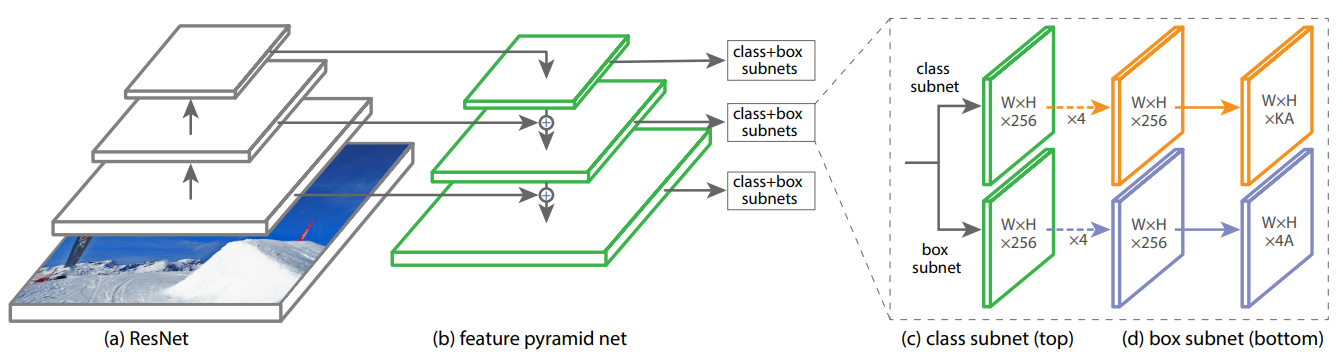 class+box
subnets
class+box
subnets
class+box
subnets
class
subnet
W×H
×256
×4
W×H
×256
W×H
×KA
box
subnet
W×H
×256
×4
W×H
×256
W×H
×4A
(a) ResNet
(b) feature pyramid net
(c) class subnet (top)
(d) box subnet (bottom)